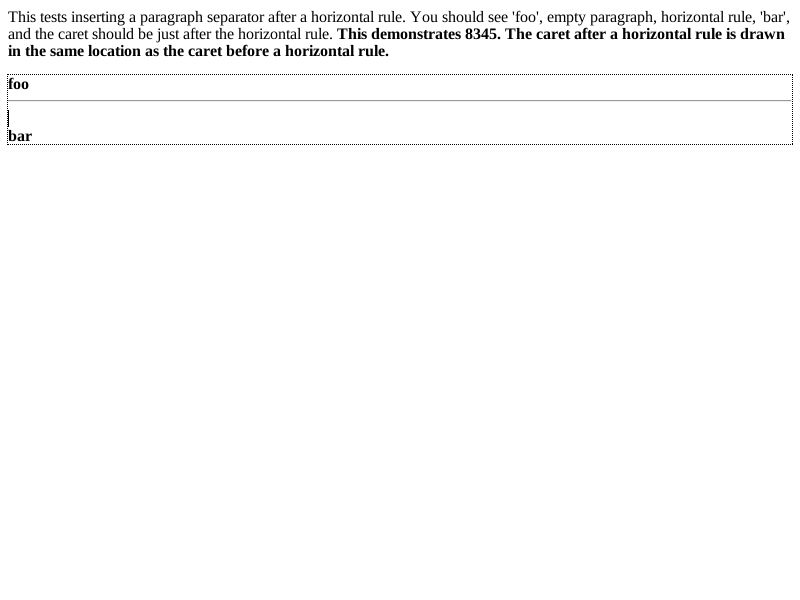 This tests inserting a paragraph separator after a horizontal rule. You should see 'foo', empty paragraph, horizontal rule, 'bar',
and the caret should be just after the horizontal rule. This demonstrates 8345. The caret after a horizontal rule is drawn
in the same location as the caret before a horizontal rule.
foo
bar